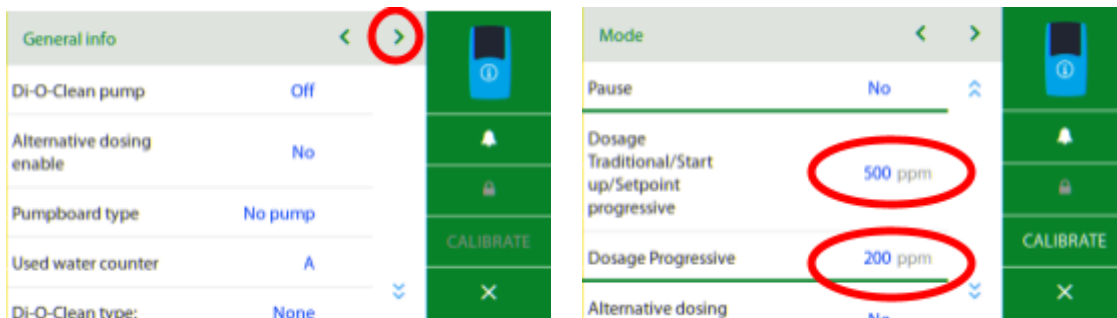 General info
Di-O-Clean pump Off
Alternative dosing
enable No
Pumpboard type No pump
Used water counter A
Di-O-Clean type: None
CALIBRATE
Mode
Pause No
Dosage
Traditional/Start
up/Setpoint
progressive 500 ppm
Dosage Progressive 200 ppm
Alternative dosing No
CALIBRATE